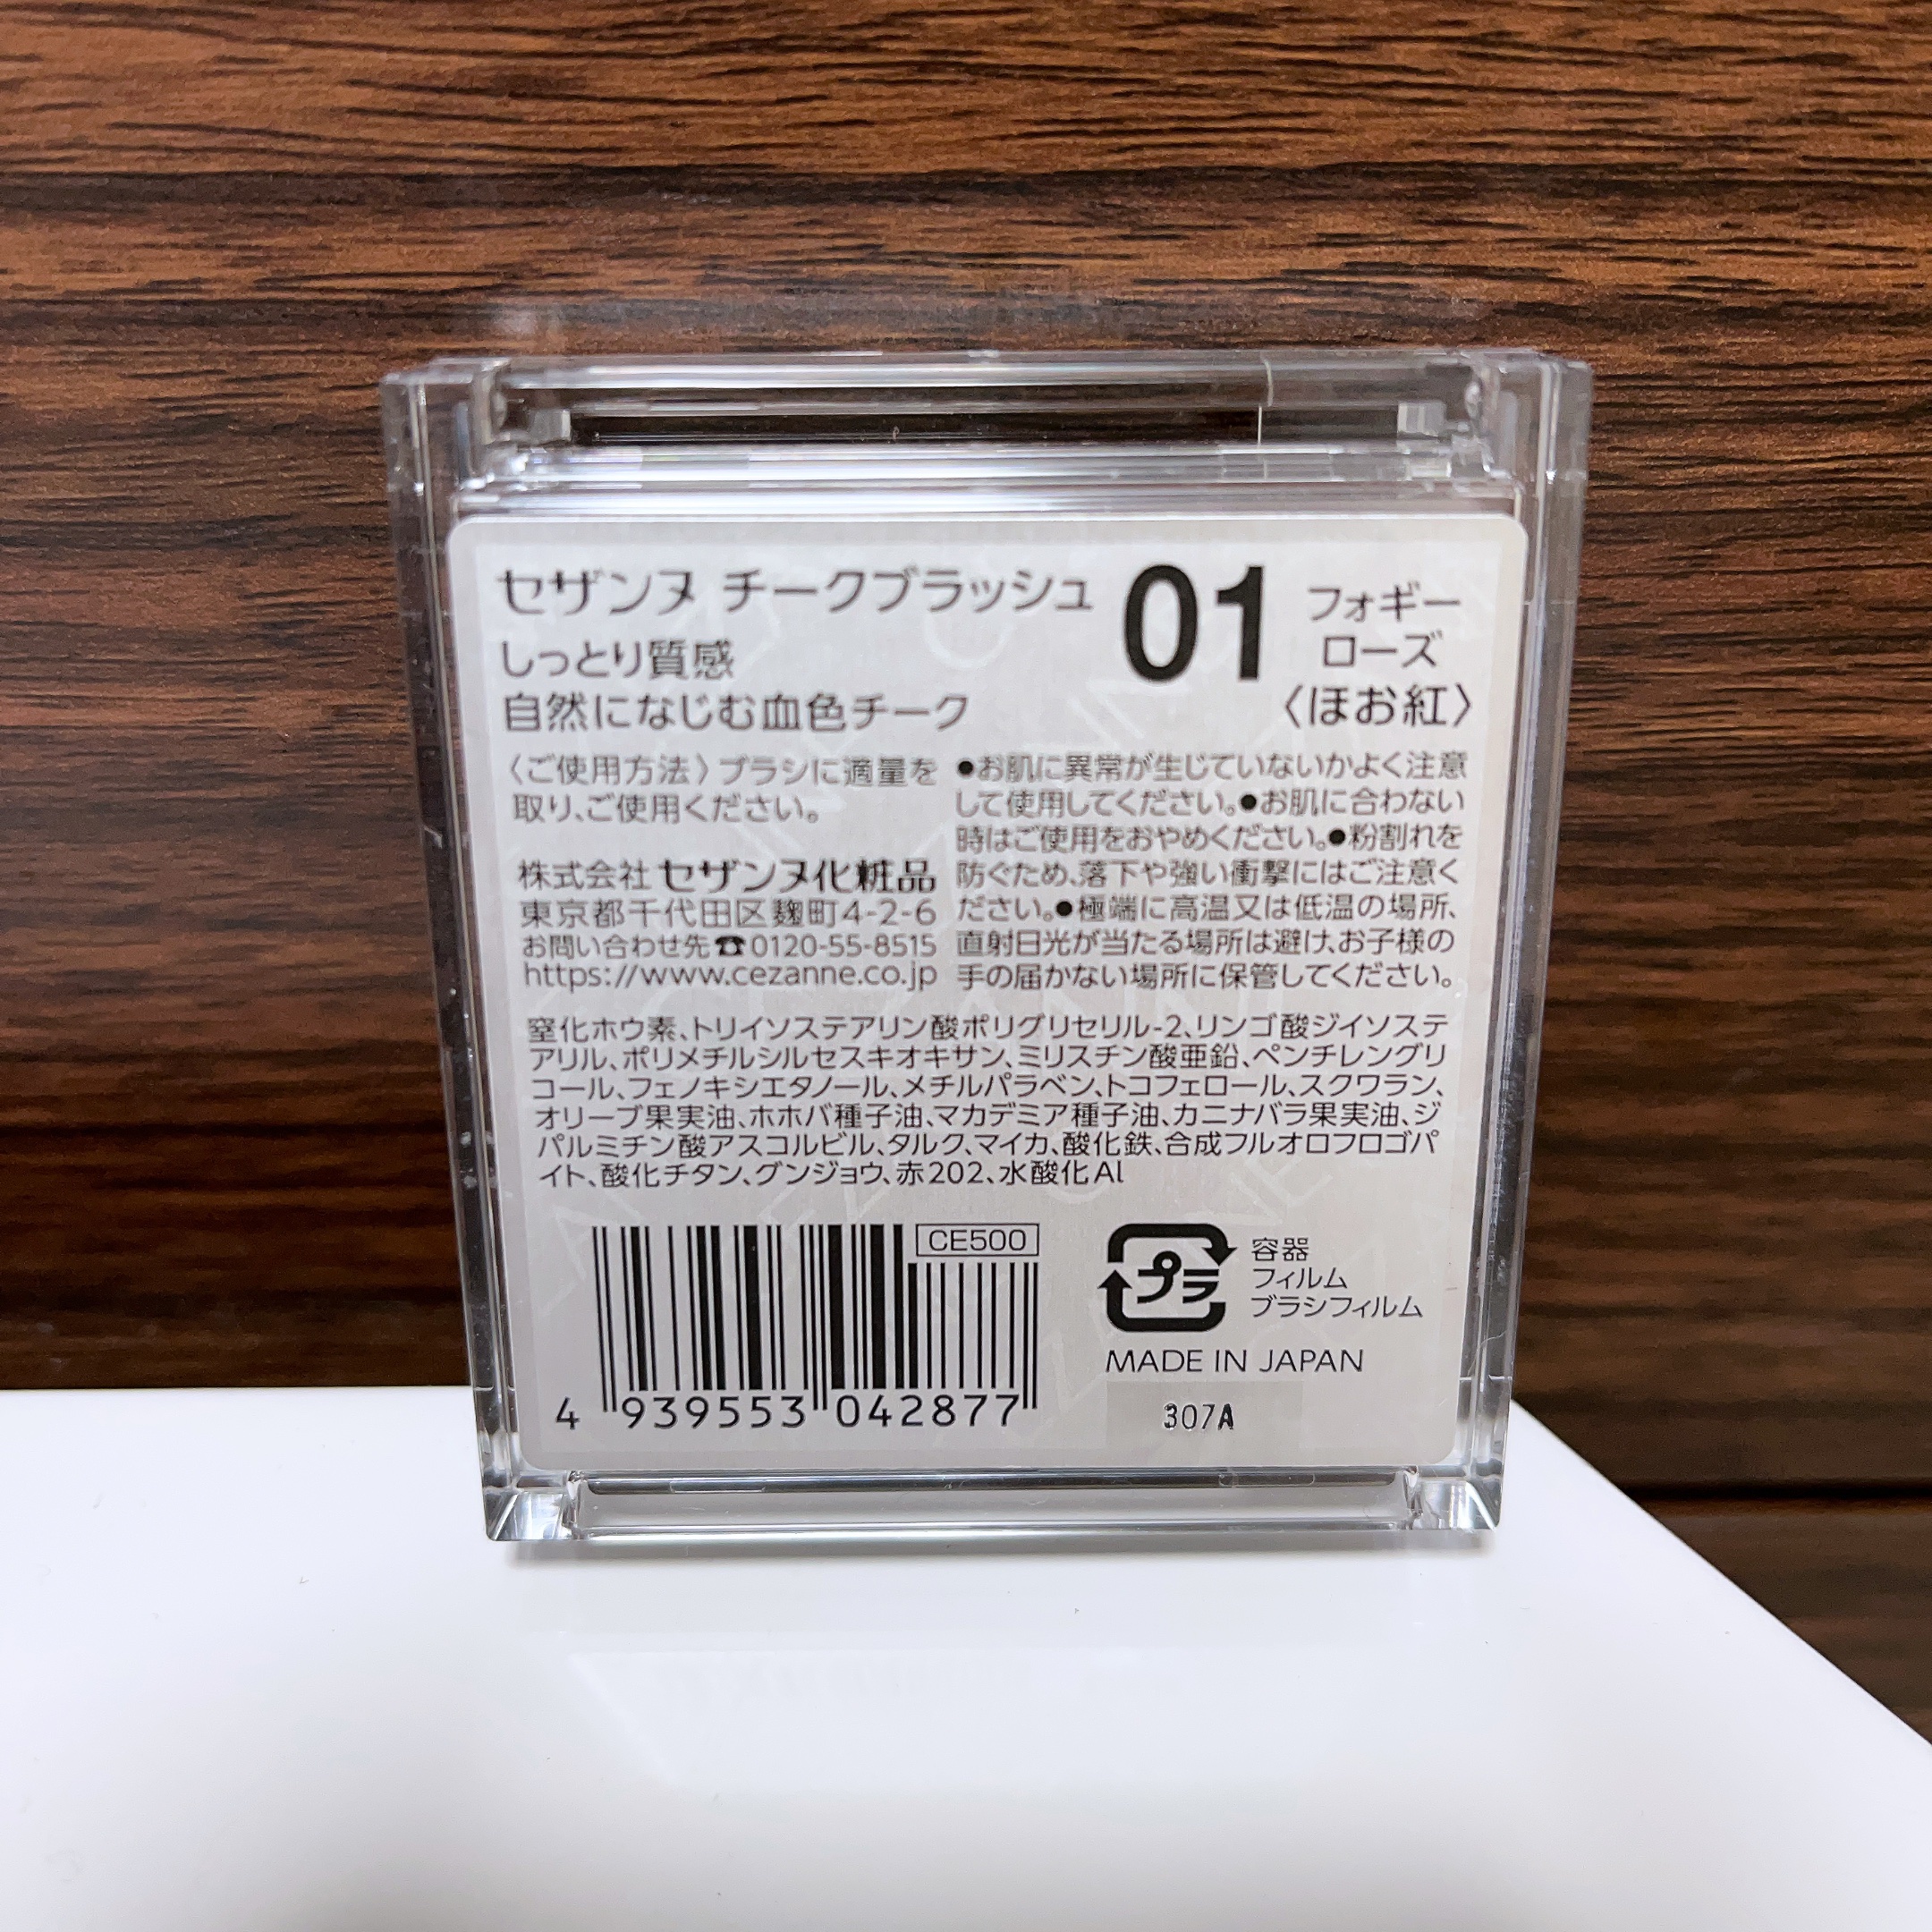 セザンヌ チークブラッシュ
しっとり質感
自然になじむ血色チーク
01
フォギー
ローズ
〈ほお紅〉
〈ご使用方法〉ブラシに適量を
取り、ご使用ください。
株式会社 セザンヌ化粧品
東京都千代田区麹町4-2-6
お問い合わせ先☎0120-55-8515
https://www.cezanne.co.jp
●お肌に異常が生じていないかよく注意
して使用してください。●お肌に合わない
時はご使用をおやめください。●粉割れを
防ぐため、落下や強い衝撃にはご注意く
ださい。●極端に高温又は低温の場所、
直射日光が当たる場所は避け、お子様の
手の届かない場所に保管してください。
窒化ホウ素、トリイソステアリン酸ポリグリセリル-2、リンゴ酸ジイソステ
アリル、ポリメチルシルセスキオキサン、ミリスチン酸亜鉛、ペンチレングリ
コール、フェノキシエタノール、メチルパラベン、トコフェロール、スクワラン、
オリーブ果実油、ホホバ種子油、マカデミア種子油、カニナバラ果実油、ジ
パルミチン酸アスコルビル、タルク、マイカ、酸化鉄、合成フルオロフロゴパ
イト、酸化チタン、グンジョウ、赤202、水酸化Al
CE500
4 939553 042877
プラ
容器
フィルム
ブラシフィルム
MADE IN JAPAN
307A